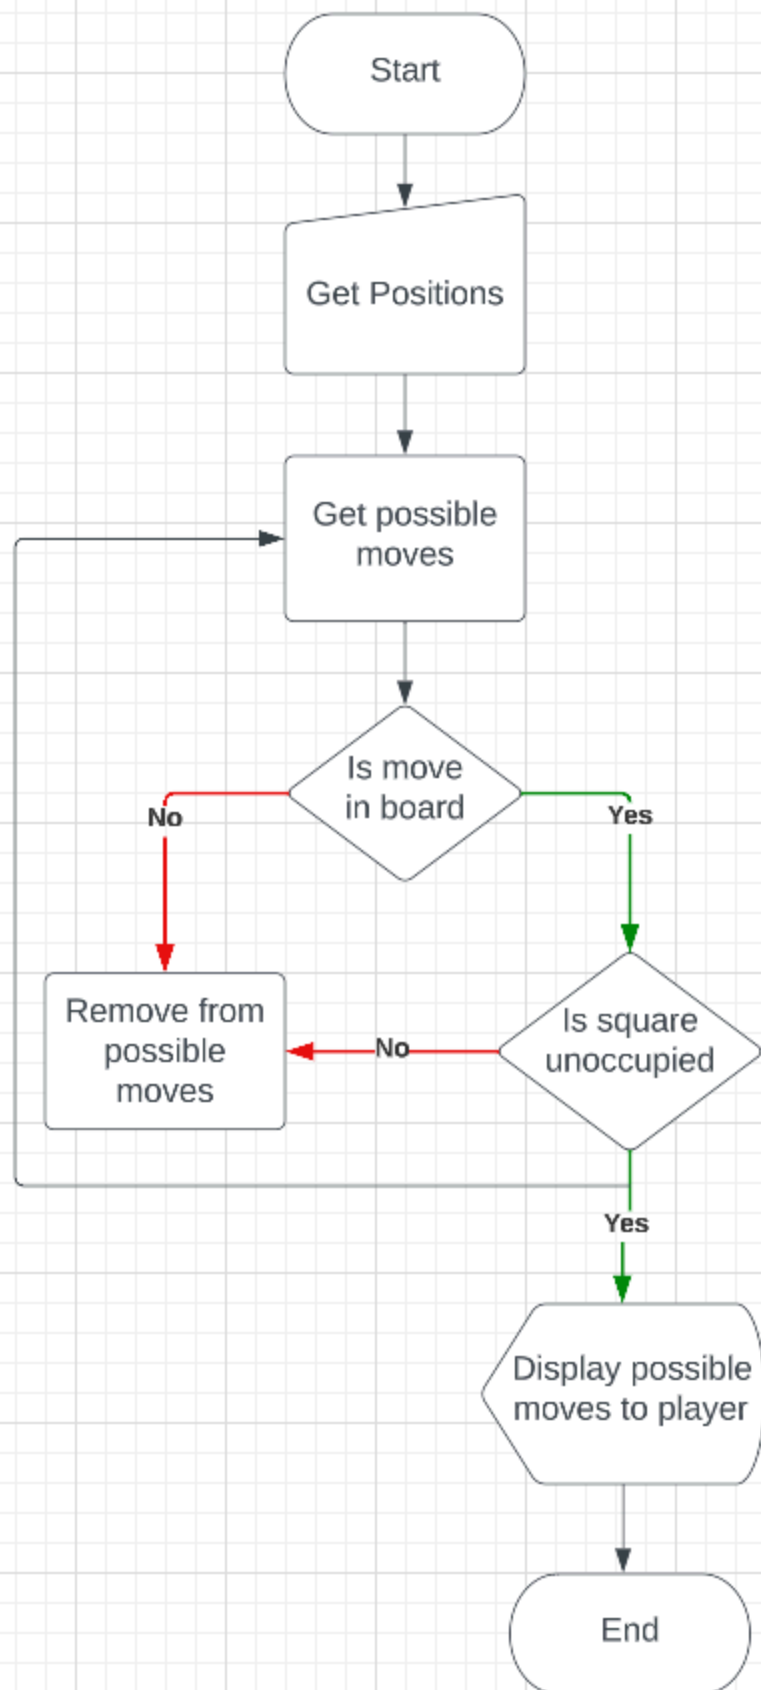 Start
Get Positions
Get possible
moves
Is move
in board
No
Yes
Remove from
possible
moves
No
Is square
unoccupied
Yes
Display possible
moves to player
End